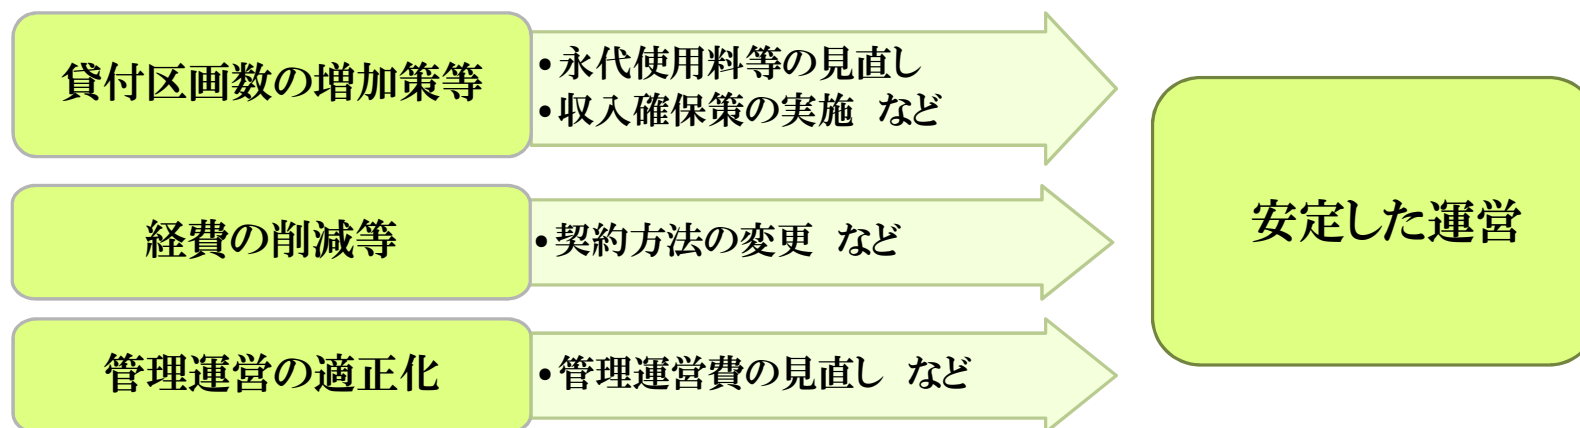 貸付区画数の増加策等
•永代使用料等の見直し
•収入確保策の実施 など
経費の削減等
•契約方法の変更 など
管理運営の適正化
•管理運営費の見直し など
安定した運営